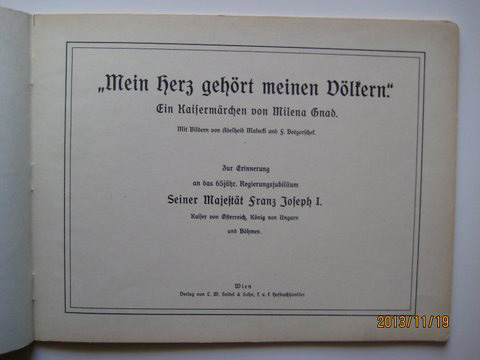 „Mein Herz gehört meinen Völkern."
Ein Kaisermärchen von Milena Gnad.
Mit Bildern von Adelheid Malecki und F. Poigerschek.
Zur Erinnerung
an das 65jähr. Regierungsjubiläum
Seiner Majestät Franz Joseph I.
Kaiser von Österreich, König von Ungarn
und Böhmen.
Wien
Verlag von L. W. Seidel & Sohn, k. u. k. Hofbuchhändler
2013/11/19